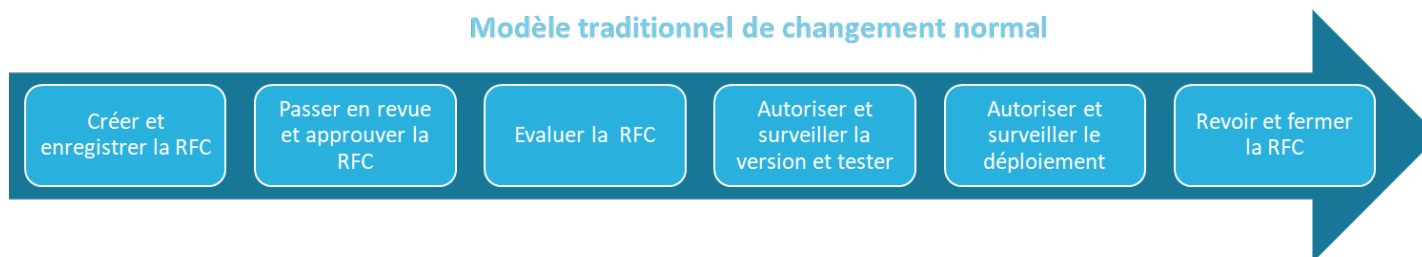 Modèle traditionnel de changement normal
Créer et
enregistrer la RFC
Passer en revue
et approuver la
RFC
Evaluer la RFC
Autoriser et
surveiller la
version et tester
Autoriser et
surveiller le
déploiement
Revoir et fermer
la RFC